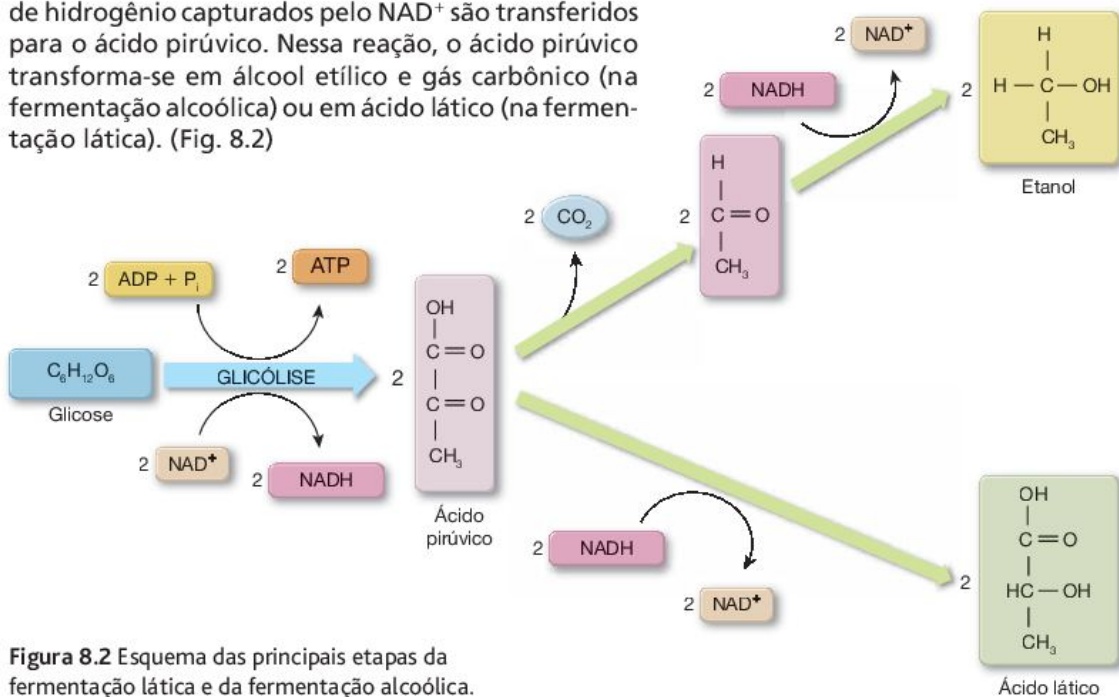 de hidrogênio capturados pelo NAD⁺ são transferidos
para o ácido pirúvico. Nessa reação, o ácido pirúvico
transforma-se em álcool etílico e gás carbônico (na
fermentação alcoólica) ou em ácido lático (na fermen-
tação lática). (Fig. 8.2)
2 NAD⁺
2 NADH
2
H
H — C — OH
CH₃
Etanol
2 CO₂
2
H
C = O
CH₃
2 ADP + Pᵢ
2 ATP
C₆H₁₂O₆
Glicose
GLICÓLISE
2 NAD⁺
2 NADH
2
OH
C = O
C = O
CH₃
Ácido
pirúvico
2 NADH
2 NAD⁺
2
OH
C = O
HC — OH
CH₃
Ácido lático
Figura 8.2 Esquema das principais etapas da
fermentação lática e da fermentação alcoólica.